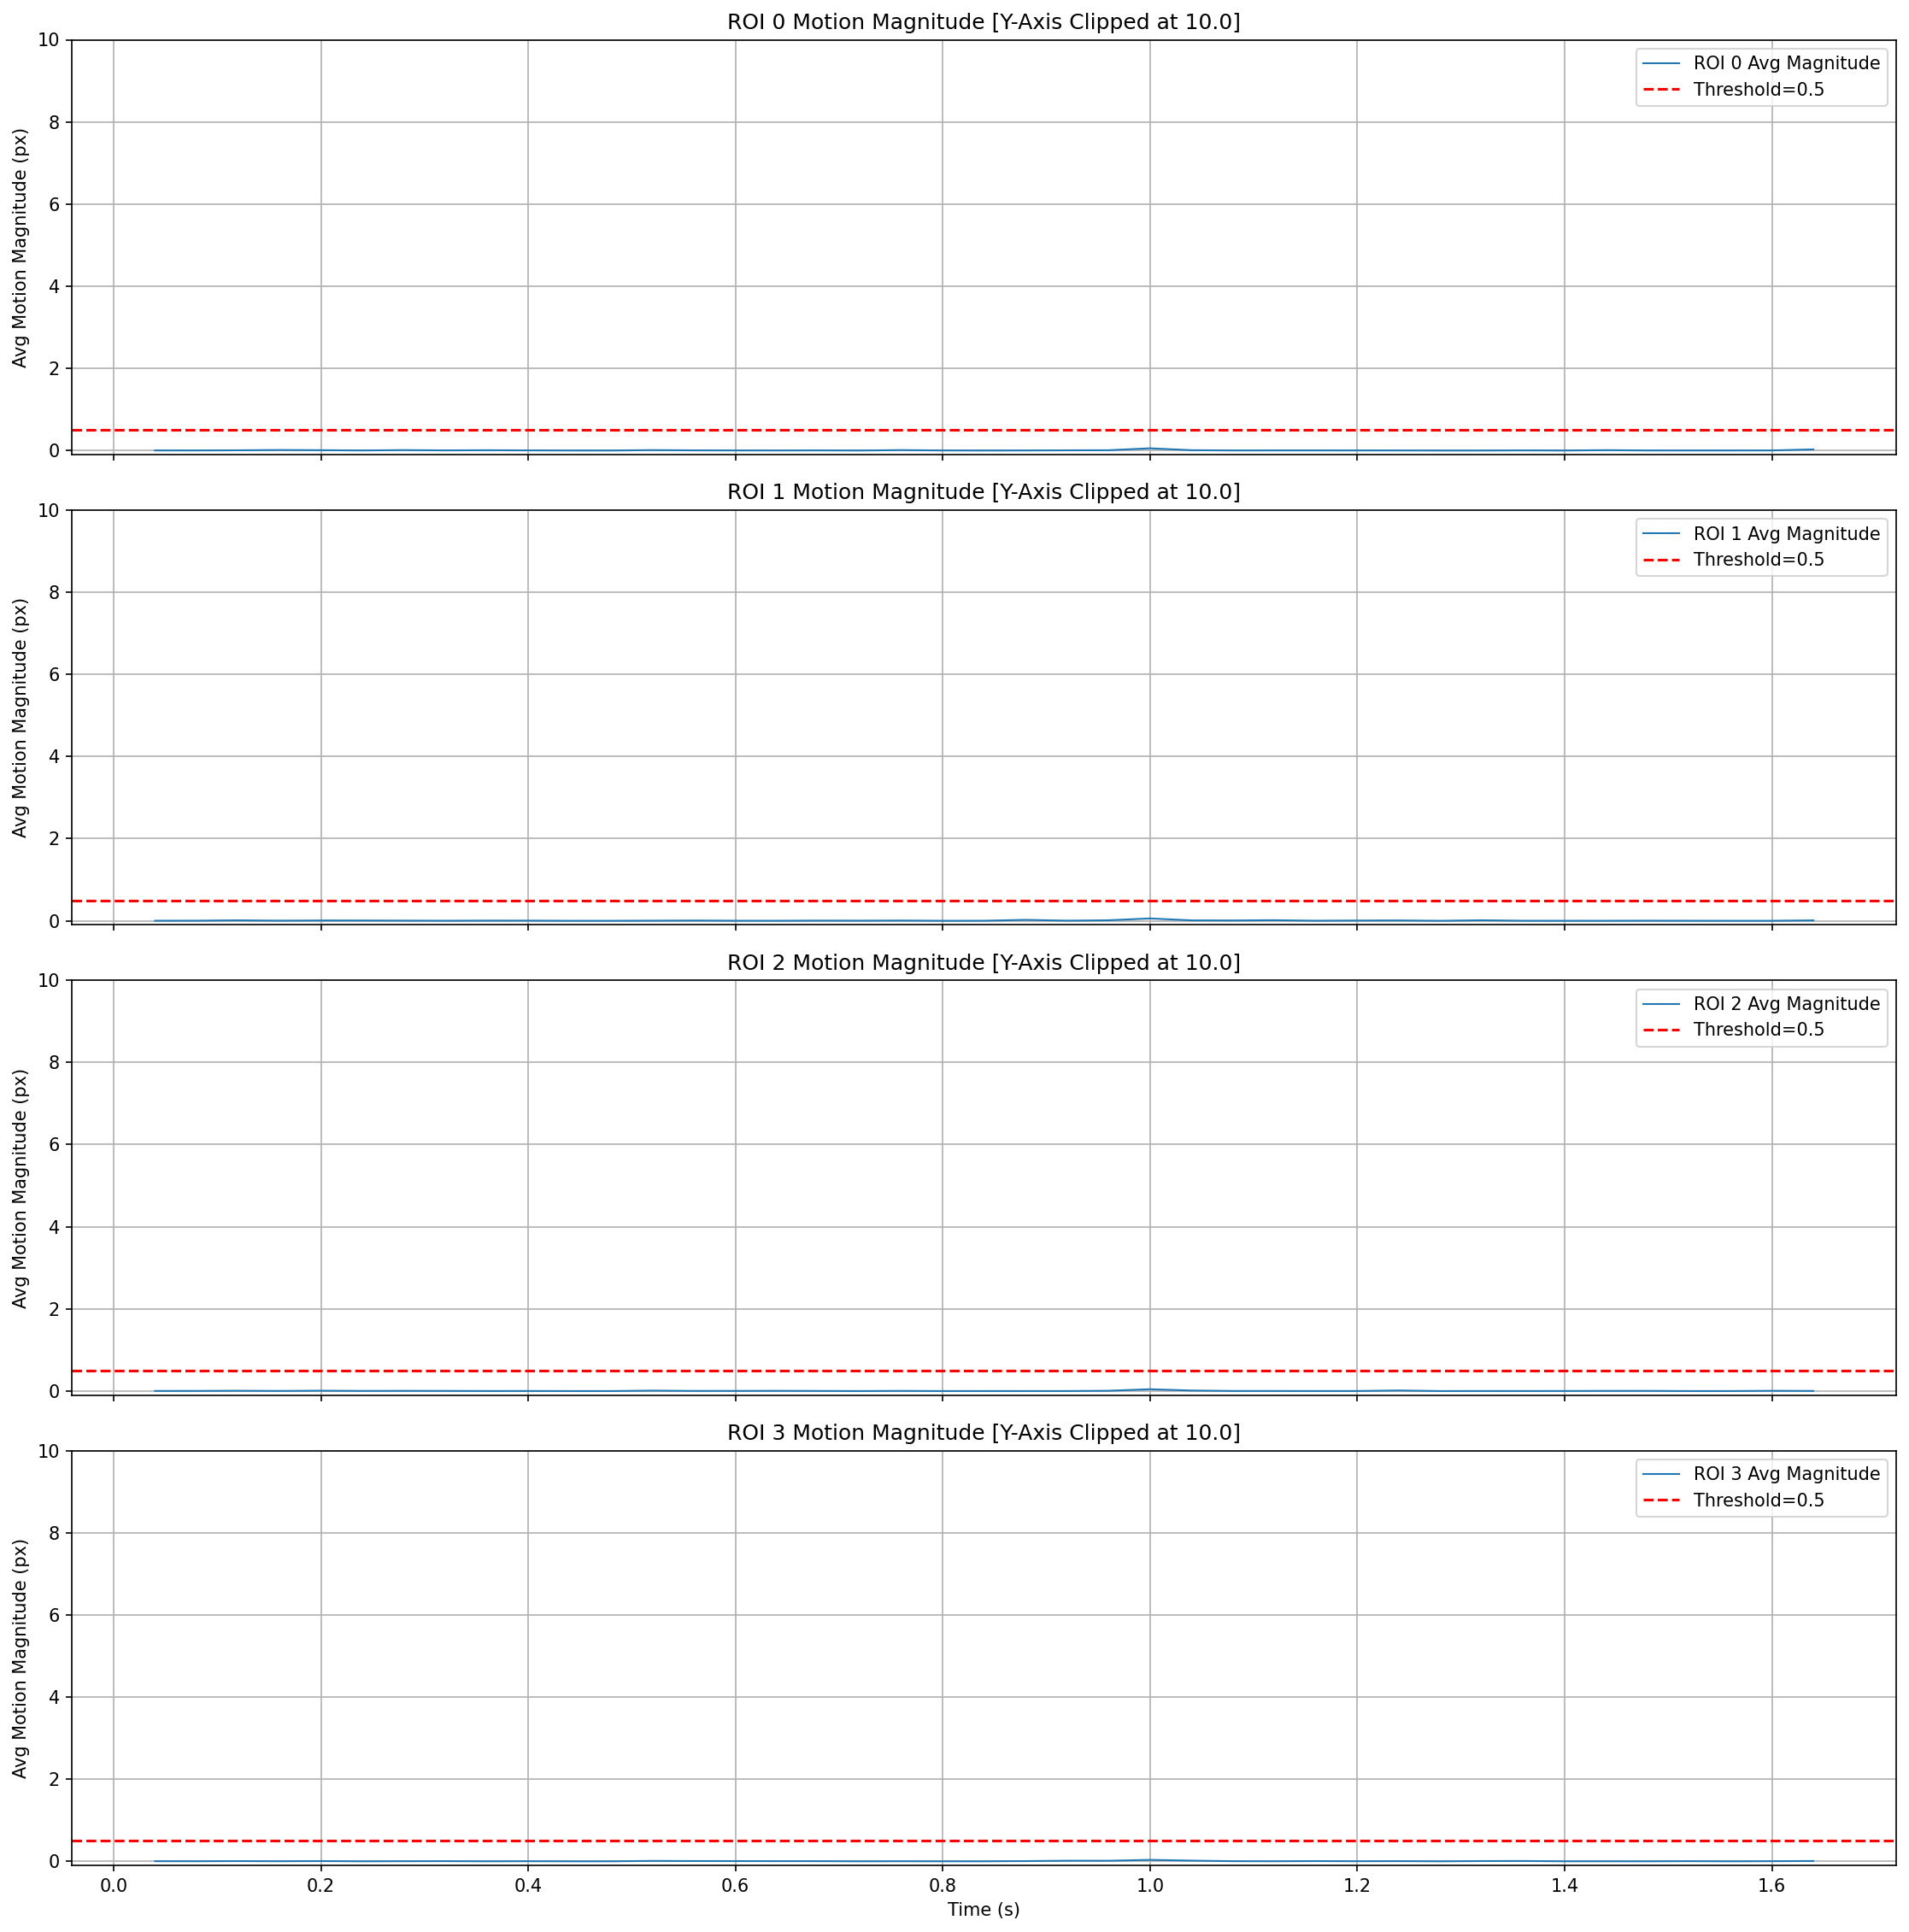 ROI 0 Motion Magnitude [Y-Axis Clipped at 10.0]
ROI 0 Avg Magnitude
Threshold=0.5
Avg Motion Magnitude (px)
10
8
6
4
2
0
ROI 1 Motion Magnitude [Y-Axis Clipped at 10.0]
ROI 1 Avg Magnitude
Threshold=0.5
Avg Motion Magnitude (px)
10
8
6
4
2
0
ROI 2 Motion Magnitude [Y-Axis Clipped at 10.0]
ROI 2 Avg Magnitude
Threshold=0.5
Avg Motion Magnitude (px)
10
8
6
4
2
0
ROI 3 Motion Magnitude [Y-Axis Clipped at 10.0]
ROI 3 Avg Magnitude
Threshold=0.5
Avg Motion Magnitude (px)
10
8
6
4
2
0
0.0 0.2 0.4 0.6 0.8 1.0 1.2 1.4 1.6
Time (s)